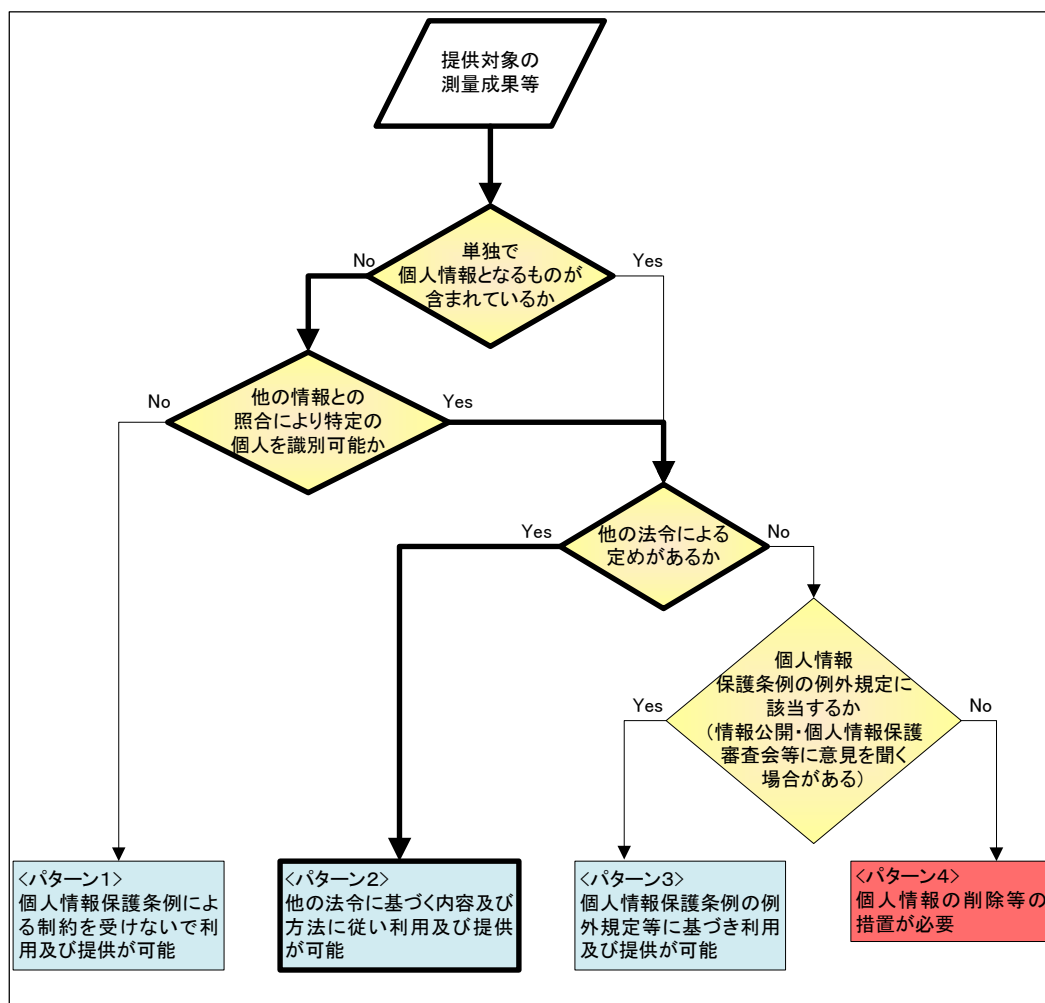 提供対象の
測量成果等
単独で
個人情報となるものが
含まれているか
No
Yes
他の情報との
照合により特定の
個人を識別可能か
No
Yes
他の法令による
定めがあるか
Yes
No
個人情報
保護条例の例外規定に
該当するか
（情報公開・個人情報保護
審査会等に意見を聞く
場合がある）
Yes
No
<パターン1>
個人情報保護条例によ
る制約を受けないで利
用及び提供が可能
<パターン2>
他の法令に基づく内容及び
方法に従い利用及び提供
が可能
<パターン3>
個人情報保護条例の例
外規定等に基づき利用
及び提供が可能
<パターン4>
個人情報の削除等の
措置が必要